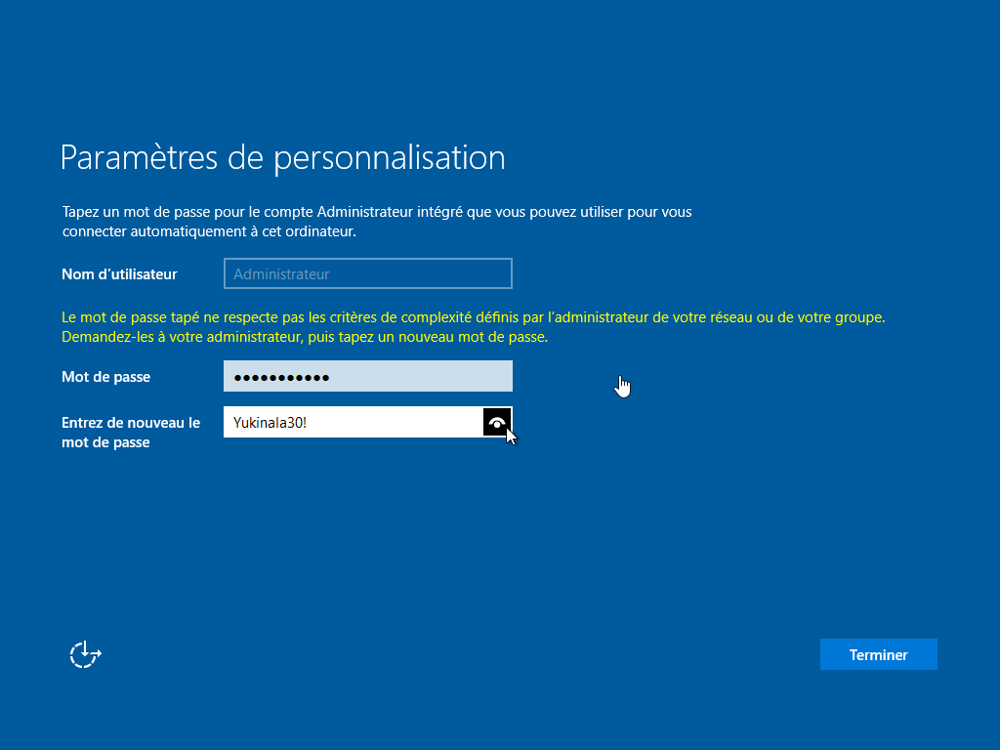 Paramètres de personnalisation
Tapez un mot de passe pour le compte Administrateur intégré que vous pouvez utiliser pour vous
connecter automatiquement à cet ordinateur.
Nom d'utilisateur
Administrateur
Le mot de passe tapé ne respecte pas les critères de complexité définis par l'administrateur de votre réseau ou de votre groupe.
Demandez-les à votre administrateur, puis tapez un nouveau mot de passe.
Mot de passe
●●●●●●●●●●●
Entrez de nouveau le
mot de passe
Yukinala30!
Terminer